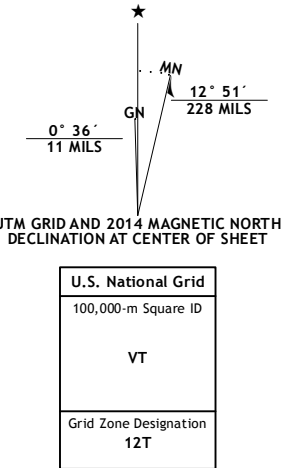 ★
MN
GN
12° 51´
228 MILS
0° 36´
11 MILS
UTM GRID AND 2014 MAGNETIC NORTH
DECLINATION AT CENTER OF SHEET
U.S. National Grid
100,000-m Square ID
VT
Grid Zone Designation
12T